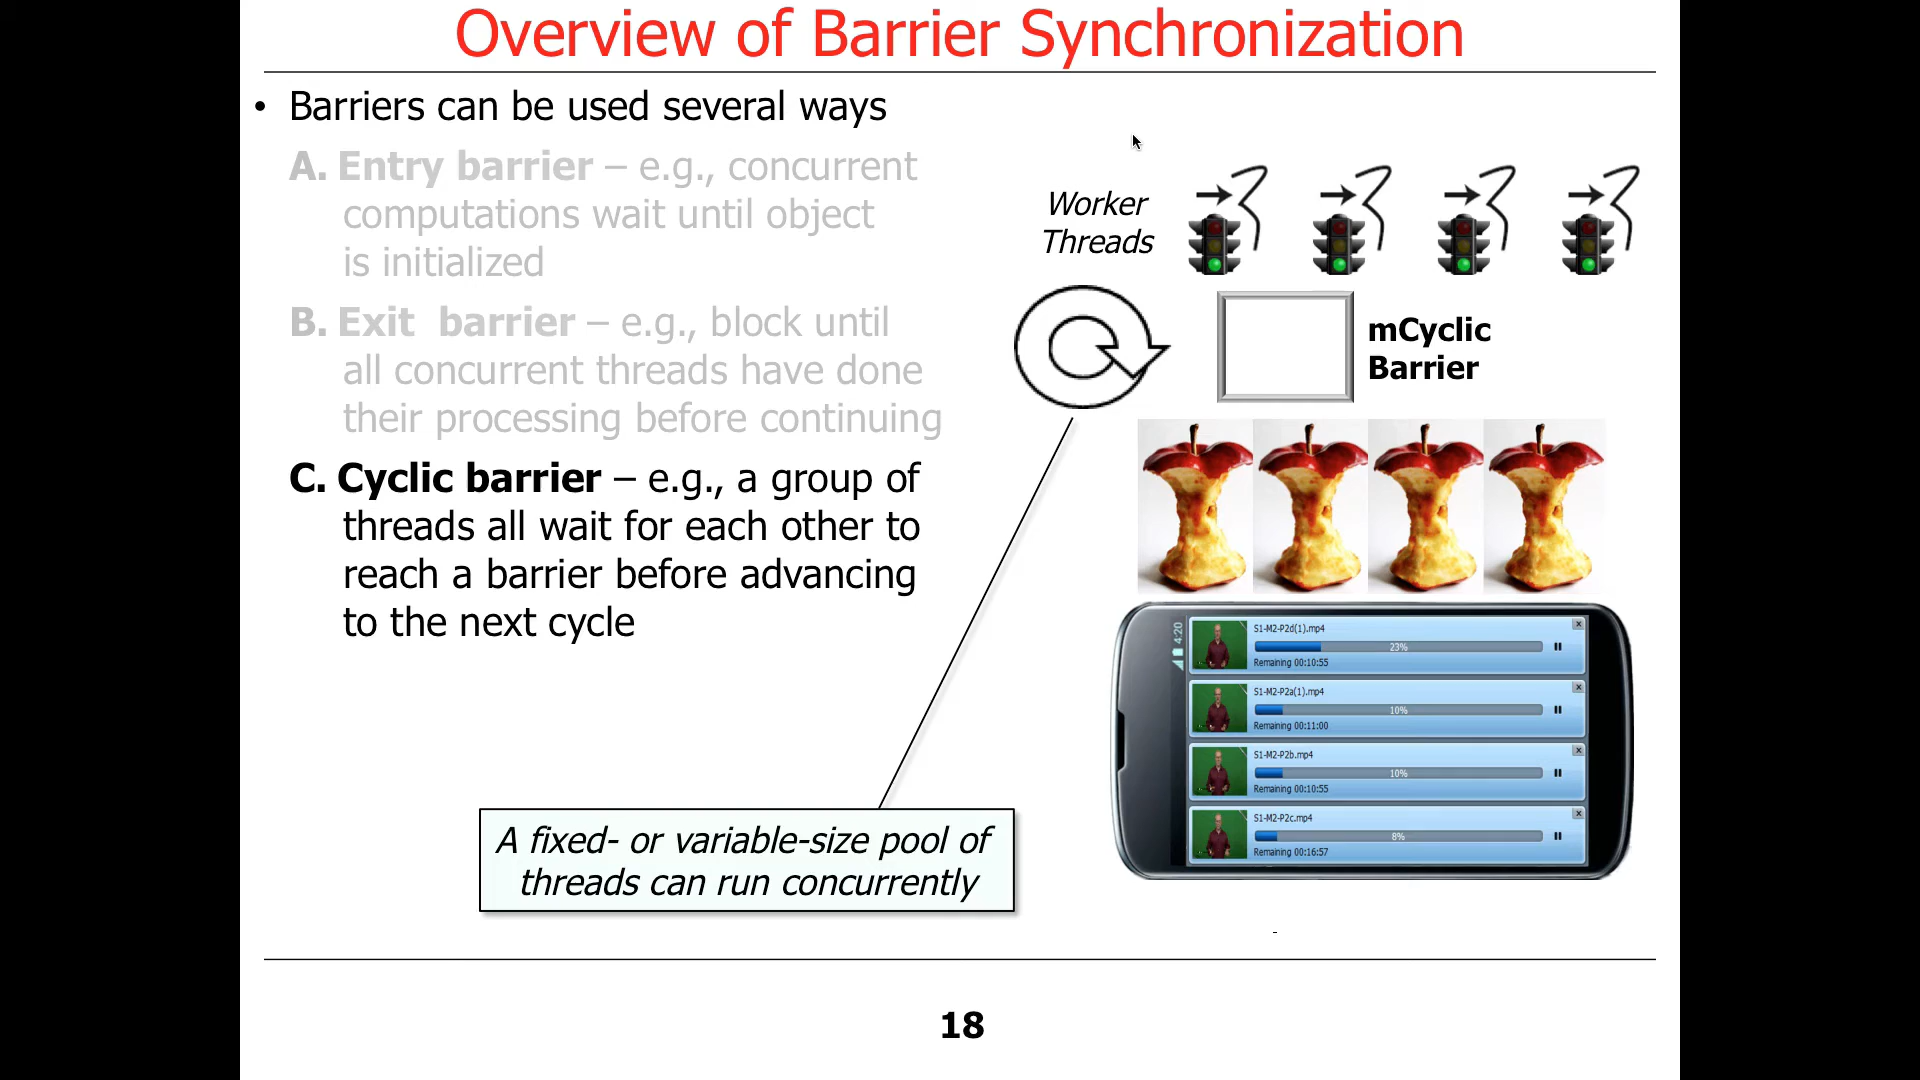 Overview of Barrier Synchronization
• Barriers can be used several ways
A. Entry barrier – e.g., concurrent
computations wait until object
is initialized
B. Exit barrier – e.g., block until
all concurrent threads have done
their processing before continuing
C. Cyclic barrier – e.g., a group of
threads all wait for each other to
reach a barrier before advancing
to the next cycle
A fixed- or variable-size pool of
threads can run concurrently
Worker
Threads
mCyclic
Barrier
4:20
S1-M2-P2d(1).mp4
23%
Remaining 00:10:55
S1-M2-P2a(1).mp4
10%
Remaining 00:11:00
S1-M2-P2b.mp4
10%
Remaining 00:10:55
S1-M2-P2c.mp4
8%
Remaining 00:16:57
18